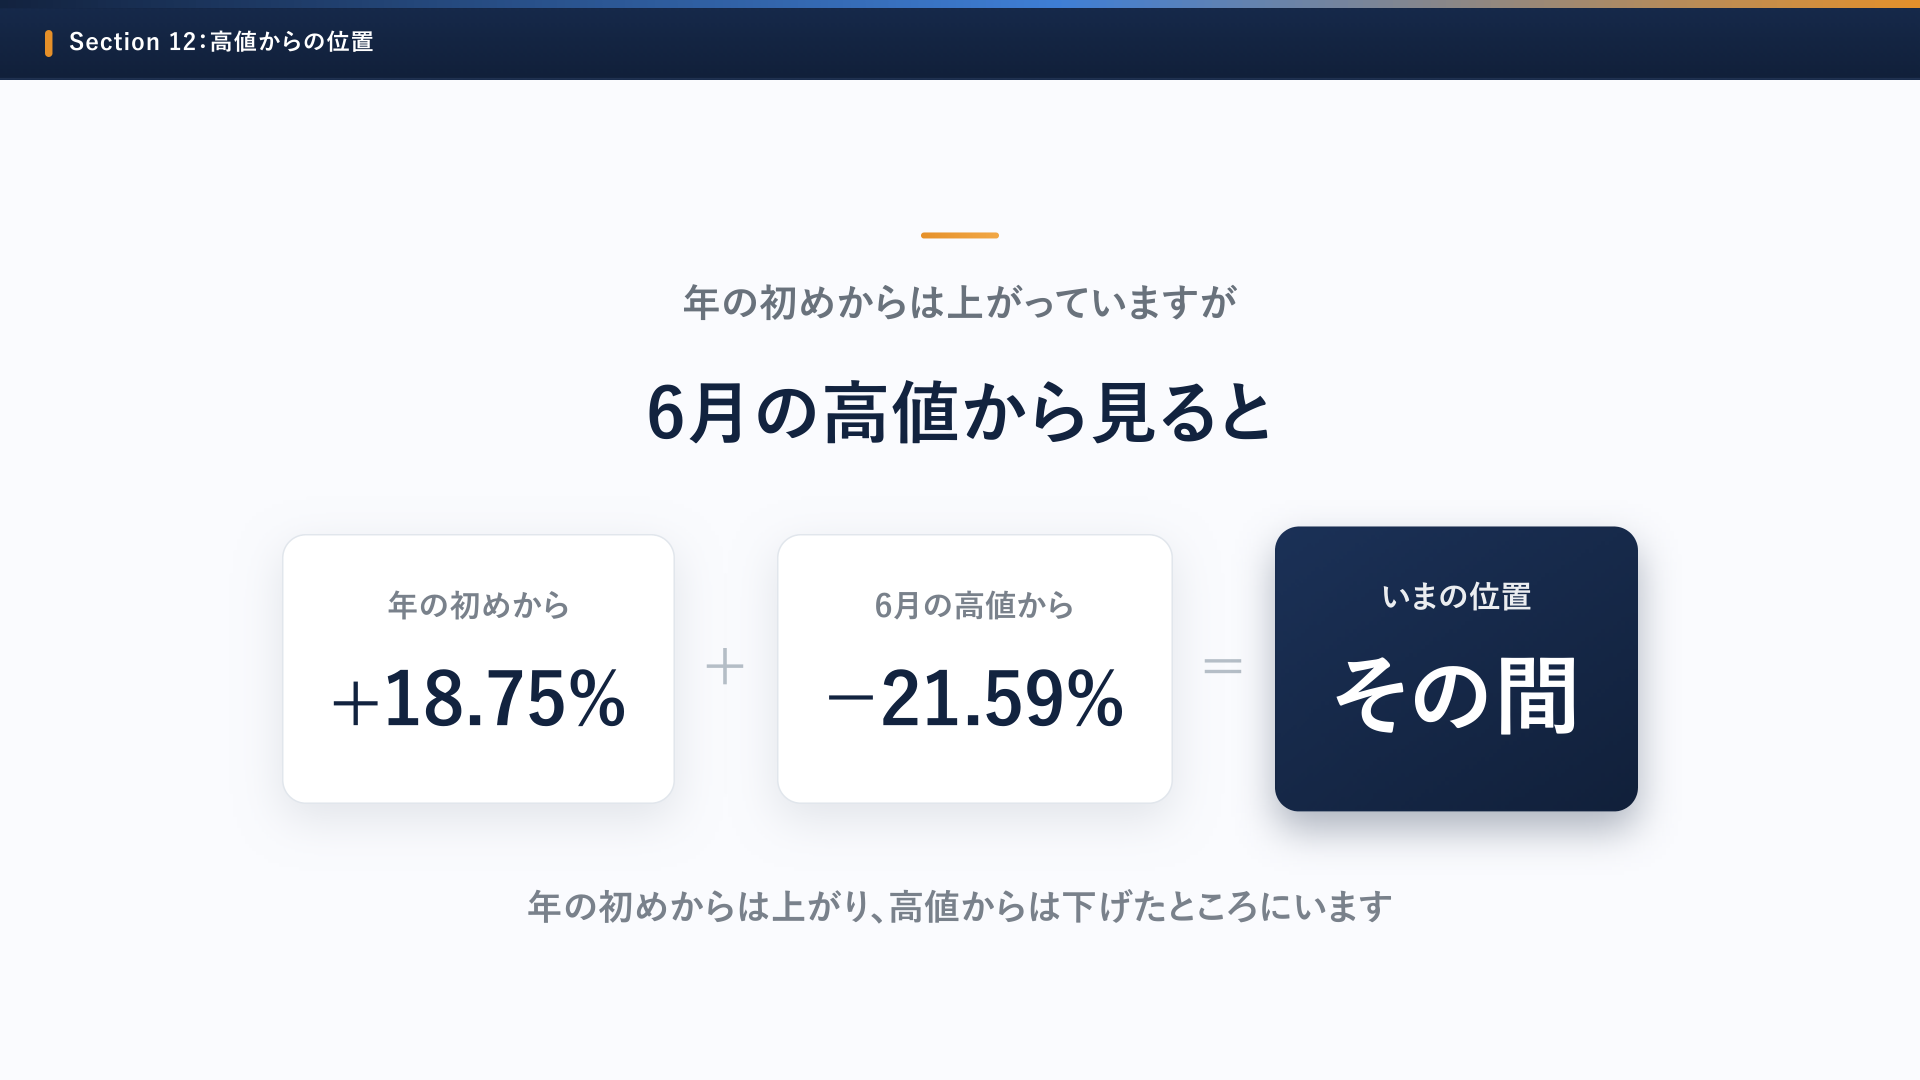 Section 12：高値からの位置
年の初めからは上がっていますが
6月の高値から見ると
年の初めから
＋18.75%
＋
6月の高値から
－21.59%
＝
いまの位置
その間
年の初めからは上がり、高値からは下げたところにいます